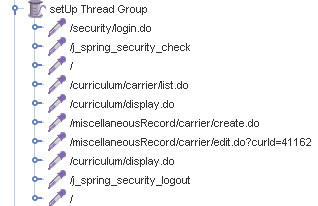 setUp Thread Group
/security/login.do
/j_spring_security_check
/
/curriculum/carrier/list.do
/curriculum/display.do
/miscellaneousRecord/carrier/create.do
/miscellaneousRecord/carrier/edit.do?curId=41162
/curriculum/display.do
/j_spring_security_logout
/